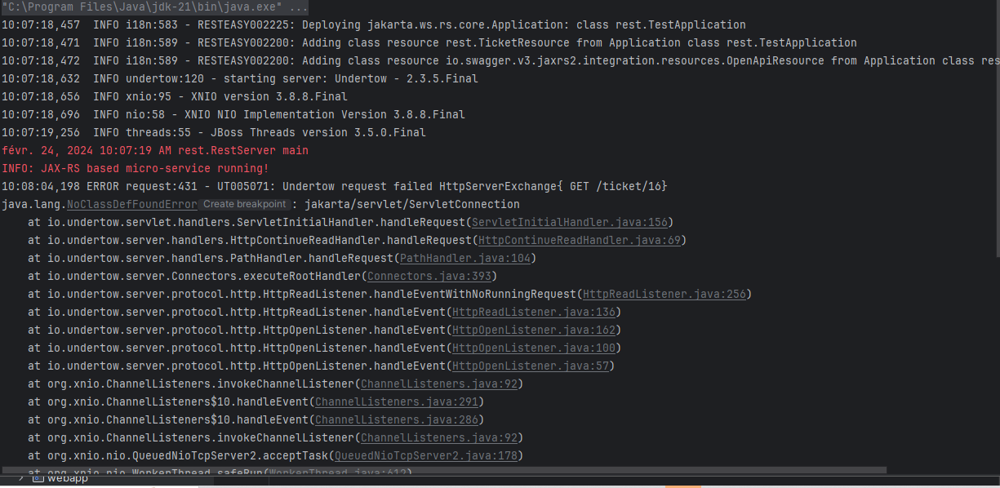 "C:\Program Files\Java\jdk-21\bin\java.exe" ...
10:07:18,457  INFO i18n:583 - RESTEASY002225: Deploying jakarta.ws.rs.core.Application: class rest.TestApplication
10:07:18,471  INFO i18n:589 - RESTEASY002200: Adding class resource rest.TicketResource from Application class rest.TestApplication
10:07:18,472  INFO i18n:589 - RESTEASY002200: Adding class resource io.swagger.v3.jaxrs2.integration.resources.OpenApiResource from Application class res
10:07:18,632  INFO undertow:120 - starting server: Undertow - 2.3.5.Final
10:07:18,656  INFO xnio:95 - XNIO version 3.8.8.Final
10:07:18,696  INFO nio:58 - XNIO NIO Implementation Version 3.8.8.Final
10:07:19,256  INFO threads:55 - JBoss Threads version 3.5.0.Final
févr. 24, 2024 10:07:19 AM rest.RestServer main
INFO: JAX-RS based micro-service running!
10:08:04,198 ERROR request:431 - UT005071: Undertow request failed HttpServerExchange{ GET /ticket/16}
java.lang.NoClassDefFoundError Create breakpoint : jakarta/servlet/ServletConnection
    at io.undertow.servlet.handlers.ServletInitialHandler.handleRequest(ServletInitialHandler.java:156)
    at io.undertow.server.handlers.HttpContinueReadHandler.handleRequest(HttpContinueReadHandler.java:69)
    at io.undertow.server.handlers.PathHandler.handleRequest(PathHandler.java:104)
    at io.undertow.server.Connectors.executeRootHandler(Connectors.java:393)
    at io.undertow.server.protocol.http.HttpReadListener.handleEventWithNoRunningRequest(HttpReadListener.java:256)
    at io.undertow.server.protocol.http.HttpReadListener.handleEvent(HttpReadListener.java:136)
    at io.undertow.server.protocol.http.HttpOpenListener.handleEvent(HttpOpenListener.java:162)
    at io.undertow.server.protocol.http.HttpOpenListener.handleEvent(HttpOpenListener.java:100)
    at io.undertow.server.protocol.http.HttpOpenListener.handleEvent(HttpOpenListener.java:57)
    at org.xnio.ChannelListeners.invokeChannelListener(ChannelListeners.java:92)
    at org.xnio.ChannelListeners$10.handleEvent(ChannelListeners.java:291)
    at org.xnio.ChannelListeners$10.handleEvent(ChannelListeners.java:286)
    at org.xnio.ChannelListeners.invokeChannelListener(ChannelListeners.java:92)
    at org.xnio.nio.QueuedNioTcpServer2.acceptTask(QueuedNioTcpServer2.java:178)
    at org.xnio.nio.WorkerThread.safeRun(WorkerThread.java:612)
webapp